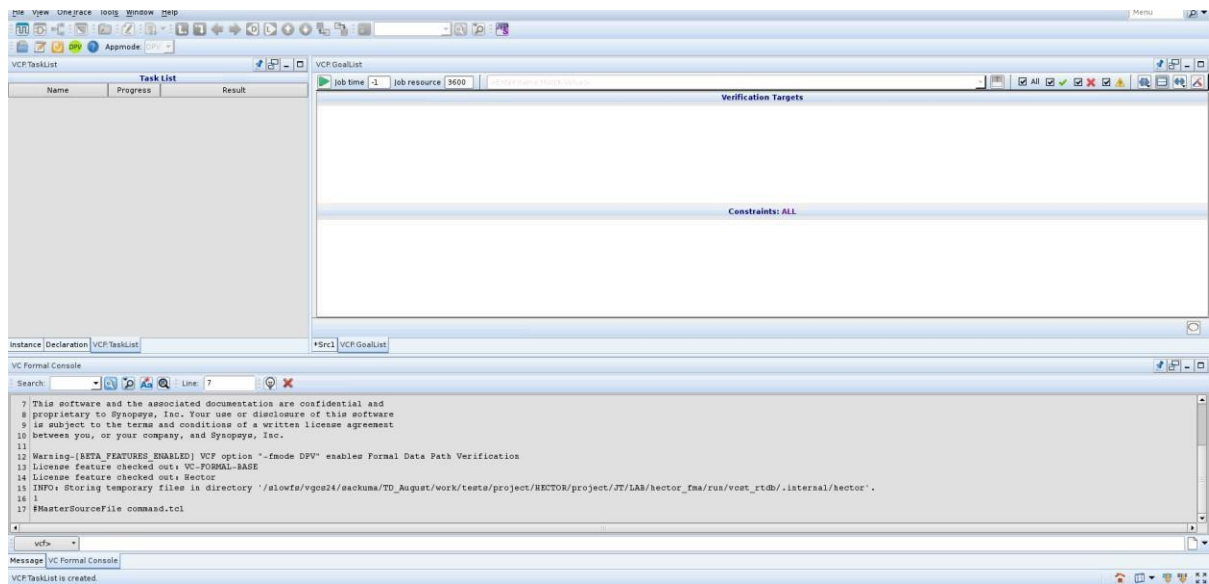 File View Onetrace Tools Window Help
Menu
Appmode: DPV
VCF:TaskList
VCF:GoalList
Task List
Name Progress Result
Job time -1 Job resource 3600
All
Verification Targets
Constraints: ALL
Instance Declaration VCF:TaskList
*Src1 VCF:GoalList
VC Formal Console
Search: Line: 7
7 This software and the associated documentation are confidential and
8 proprietary to Synopsys, Inc. Your use or disclosure of this software
9 is subject to the terms and conditions of a written license agreement
10 between you, or your company, and Synopsys, Inc.
11
12 Warning-[BETA_FEATURES_ENABLED] VCF option "-fmode DPV" enables Formal Data Path Verification
13 License feature checked out: VC-FORMAL-BASE
14 License feature checked out: Hector
15 INFO: Storing temporary files in directory '/slowfs/vgcs24/sackuma/TD_August/work/tests/project/HECTOR/project/JT/LAB/hector_fma/run/vcst_rtdb/.internal/hector'.
16 1
17 #MasterSourceFile command.tcl
vcf>
Message VC Formal Console
VCF:TaskList is created.